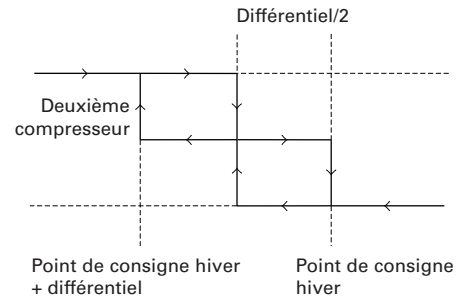 Différentiel/2
Deuxième
compresseur
Point de consigne hiver
+ différentiel
Point de consigne
hiver